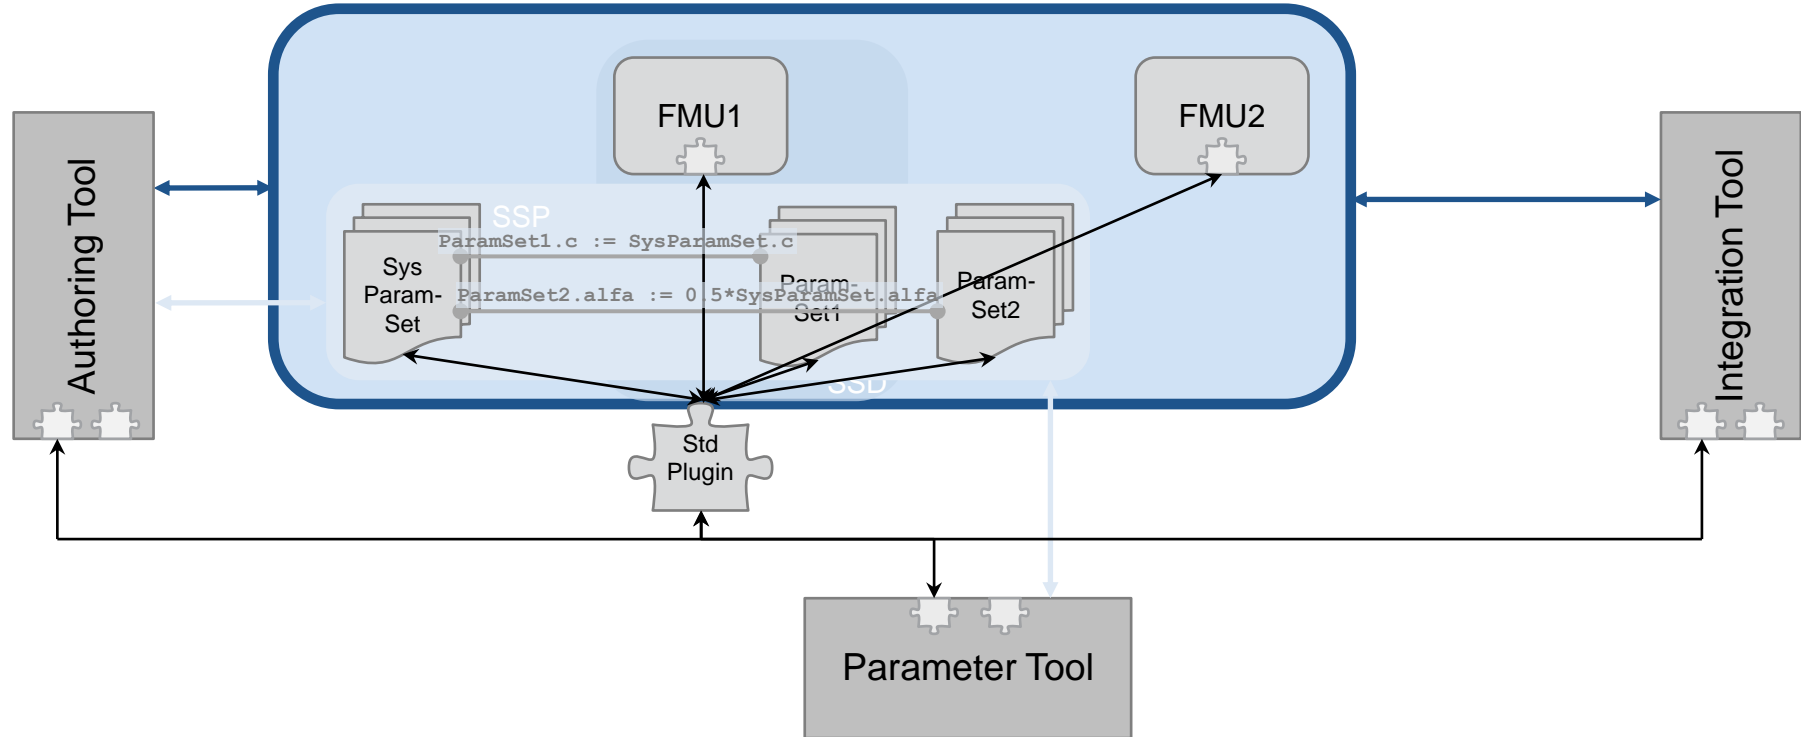 FMU1
FMU2
SSP
ParamSet1.c := SysParamSet.c
Sys
Param-
Set
Param-
Set1
Param-
Set2
ParamSet2.alfa := 0.5*SysParamSet.alfa
SSD
Authoring Tool
Integration Tool
Std
Plugin
Parameter Tool